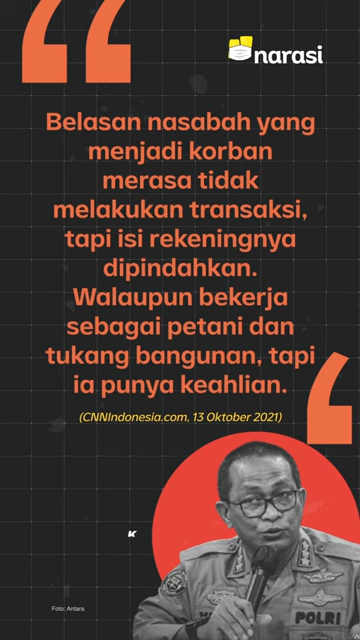 narasi
Belasan nasabah yang
menjadi korban
merasa tidak
melakukan transaksi,
tapi isi rekeningnya
dipindahkan.
Walaupun bekerja
sebagai petani dan
tukang bangunan, tapi
ia punya keahlian.
(CNNIndonesia.com, 13 Oktober 2021)
K
POLRI
Foto: Antara